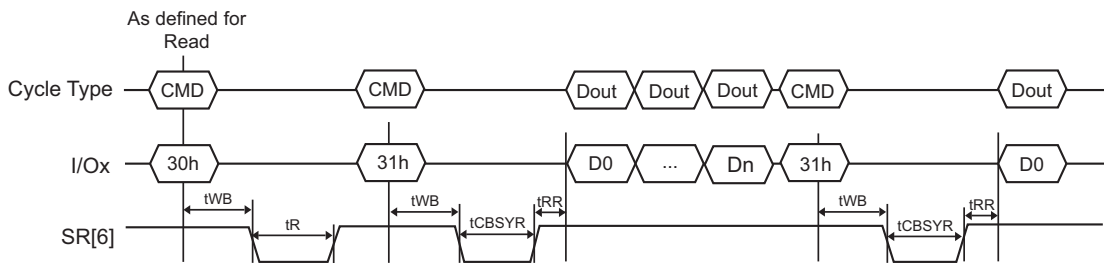 As defined for
Read
Cycle Type CMD CMD Dout Dout Dout CMD Dout
I/Ox 30h 31h D0 ... Dn 31h D0
tWB tR tWB tCBSYR tRR tWB tCBSYR tRR
SR[6]